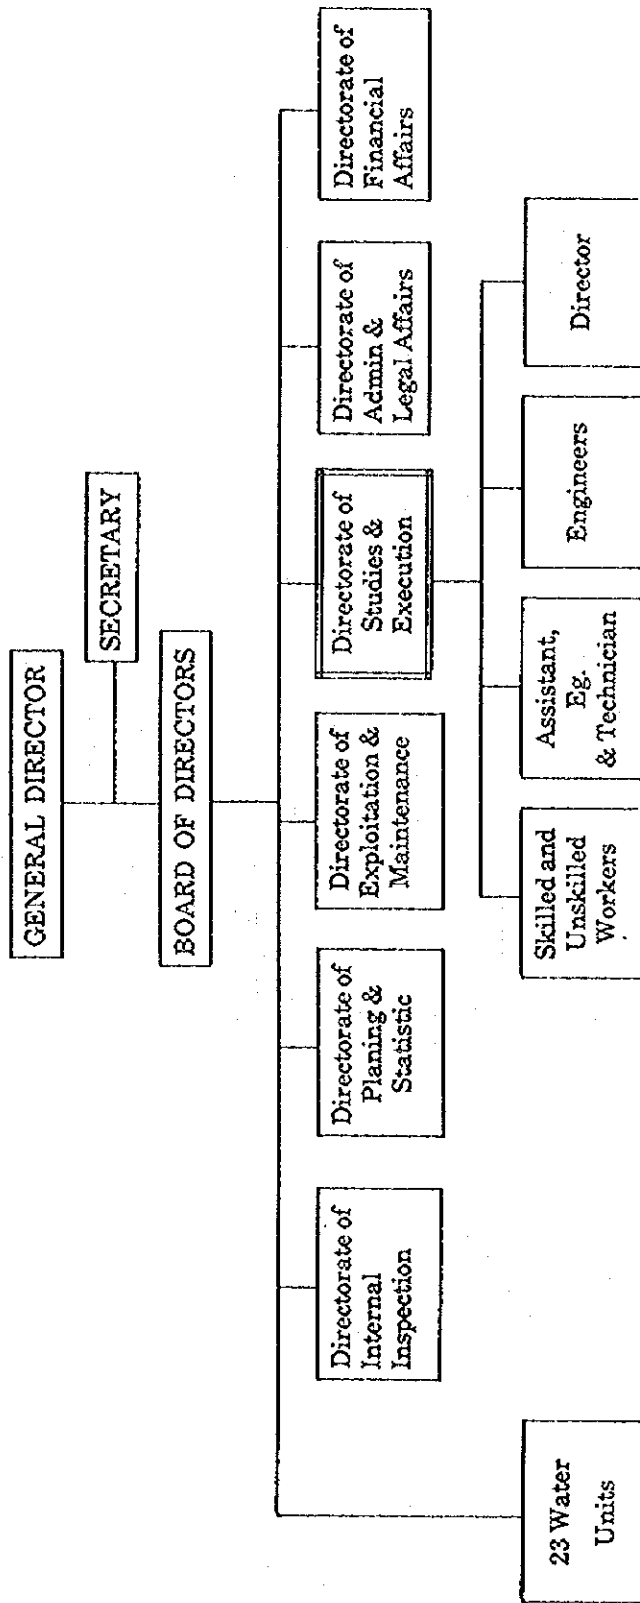 GENERAL DIRECTOR
SECRETARY
BOARD OF DIRECTORS
Directorate of
Internal
Inspection
Directorate of
Planing &
Statistic
Directorate of
Exploitation &
Maintenance
Directorate of
Studies &
Execution
Directorate of
Admin &
Legal Affairs
Directorate of
Financial
Affairs
23 Water
Units
Skilled and
Unskilled
Workers
Assistant,
Eg.
& Technician
Engineers
Director